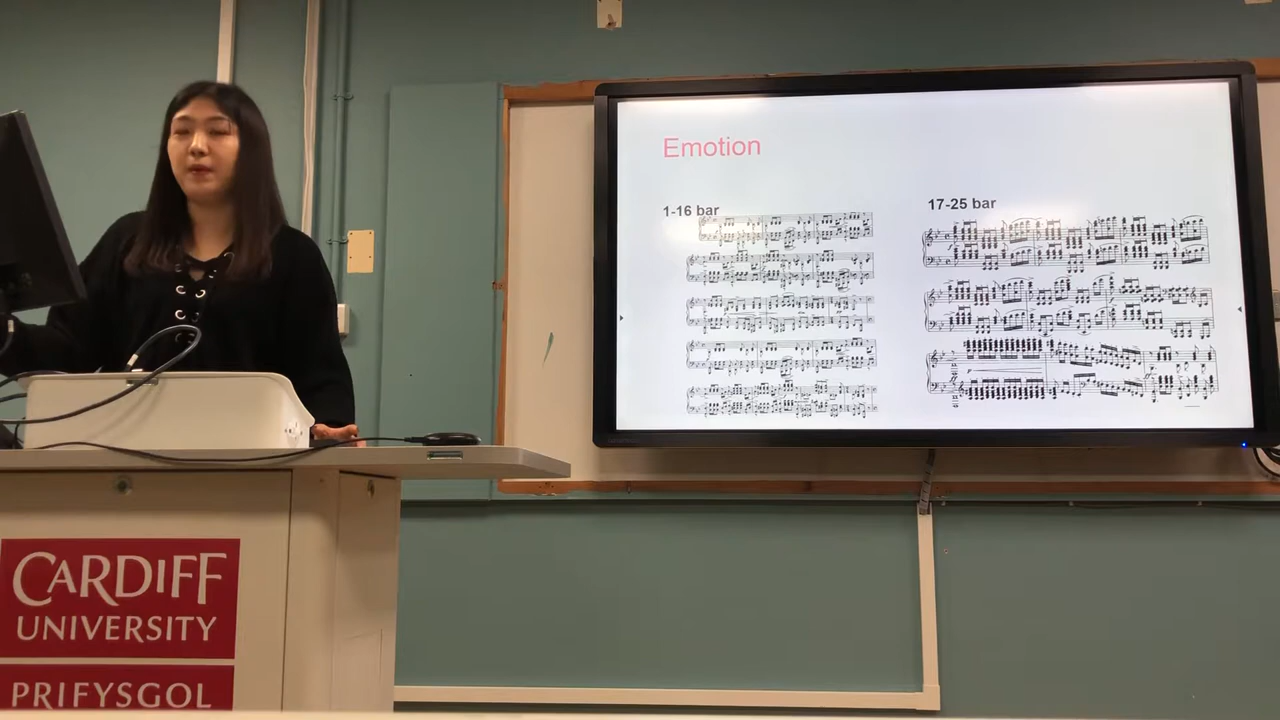 Emotion
1-16 bar
17-25 bar
CARDIFF
UNIVERSITY
PRIFYSGOL